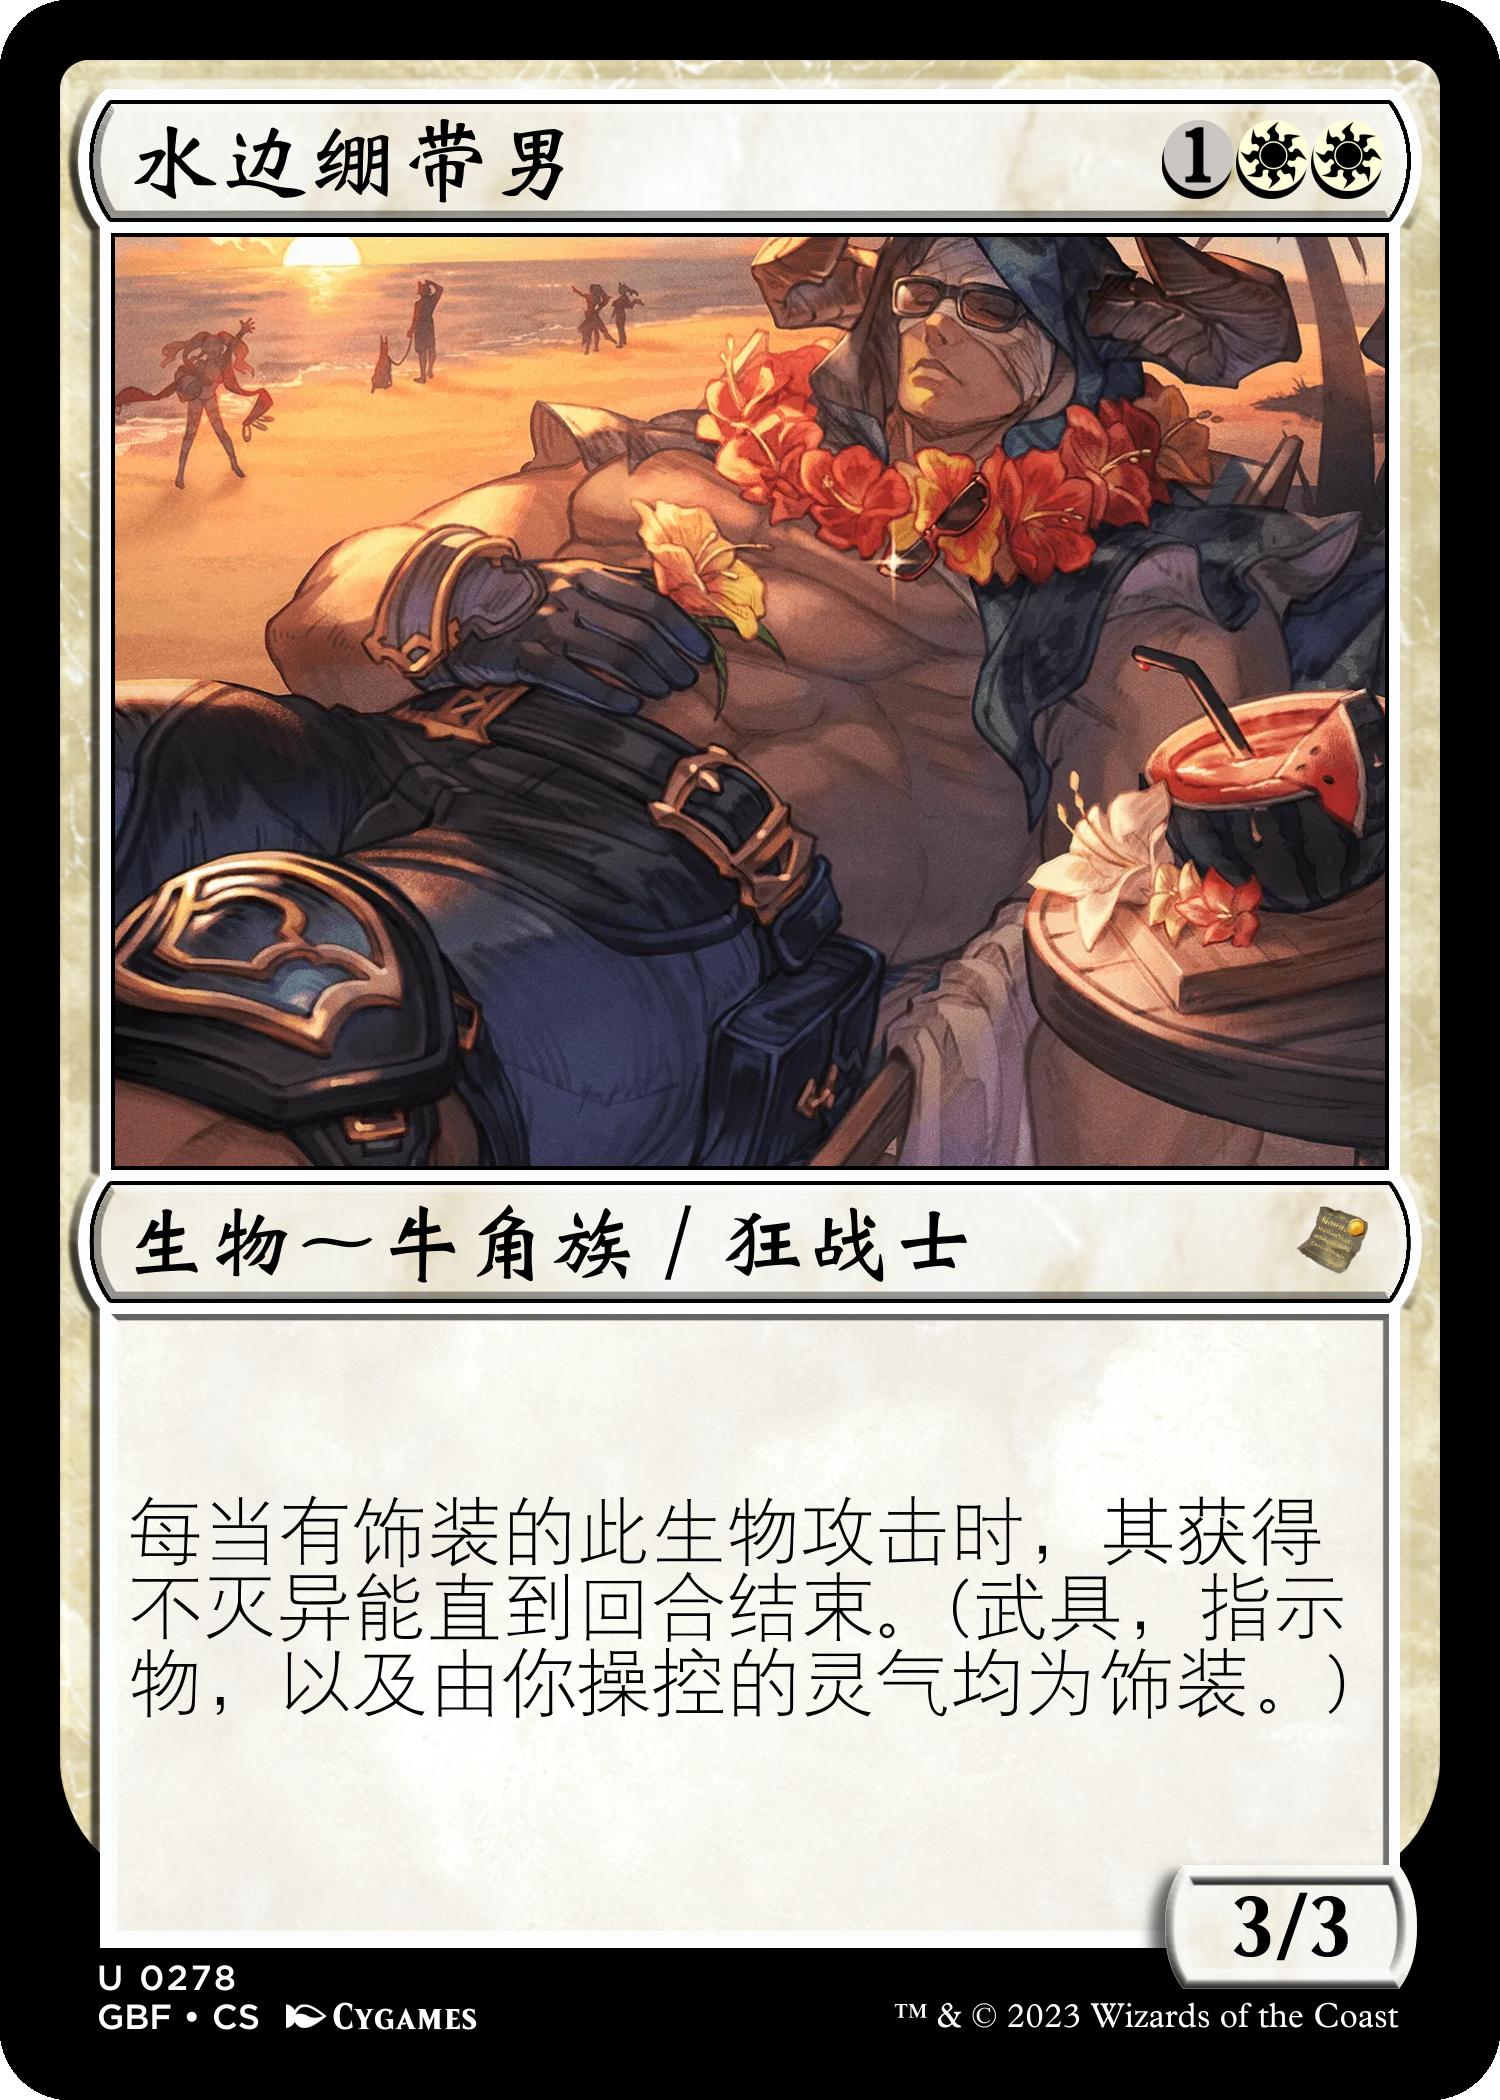 水边绷带男 1
生物～牛角族 / 狂战士
每当有饰装的此生物攻击时，其获得
不灭异能直到回合结束。(武具，指示
物，以及由你操控的灵气均为饰装。)
3/3
U 0278
GBF • CS CYGAMES
™ & © 2023 Wizards of the Coast